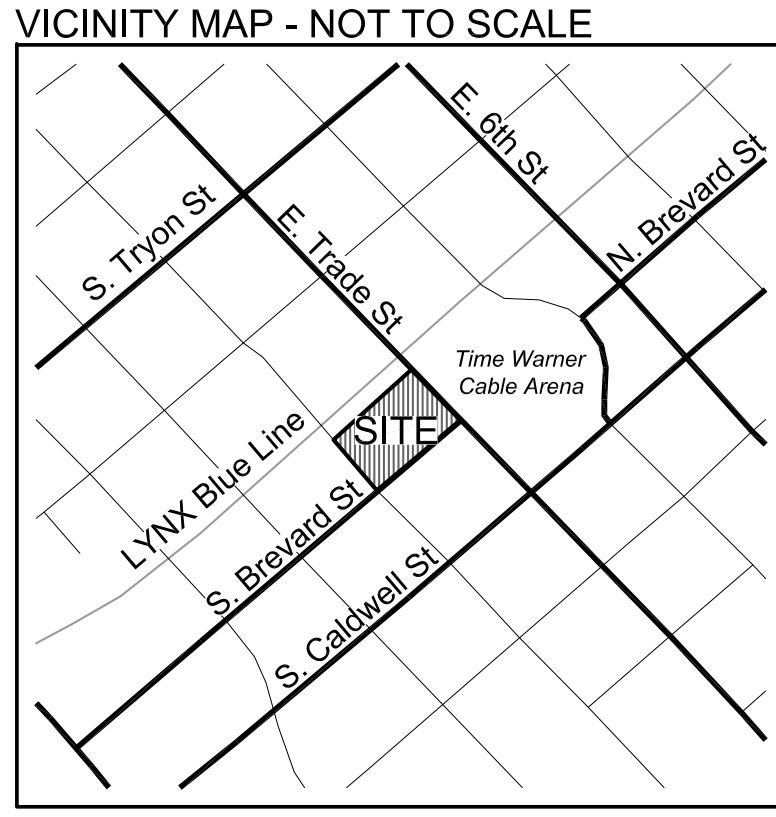 VICINITY MAP - NOT TO SCALE
E. 6th St
N. Brevard St
S. Tryon St
E. Trade St
Time Warner
Cable Arena
SITE
LYNX Blue Line
S. Brevard St
S. Caldwell St